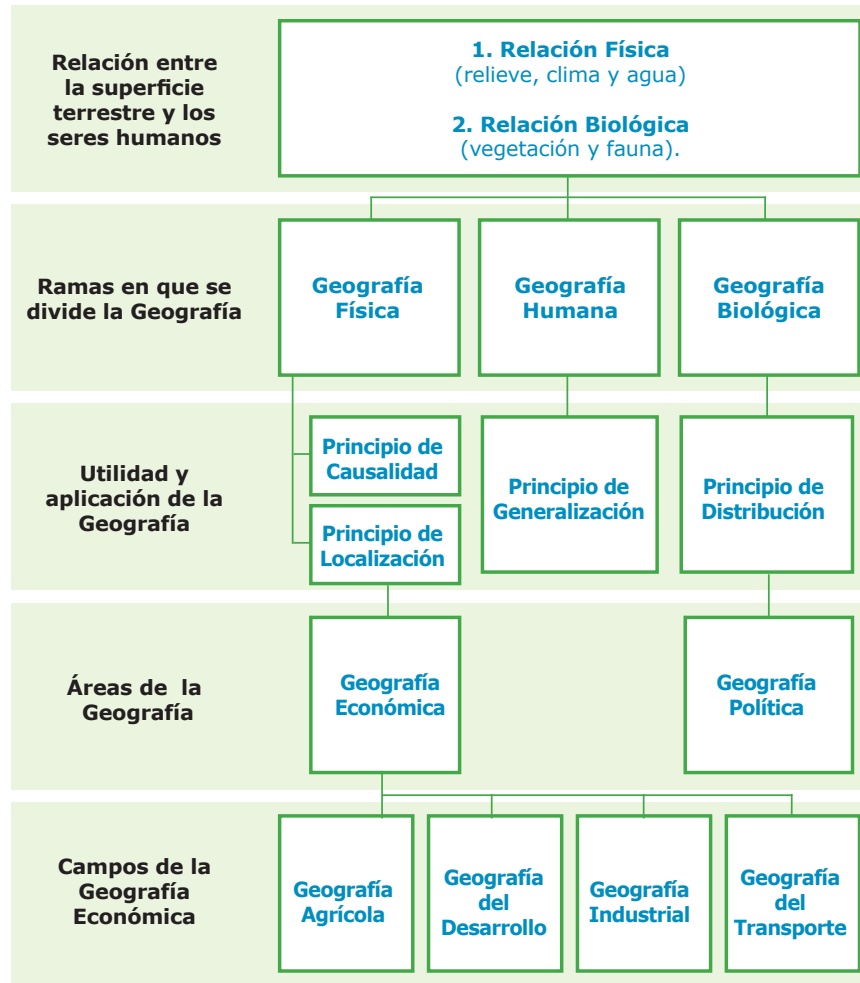 Relación entre
la superficie
terrestre y los
seres humanos
1. Relación Física
(relieve, clima y agua)
2. Relación Biológica
(vegetación y fauna).
Ramas en que se
divide la Geografía
Geografía
Física
Geografía
Humana
Geografía
Biológica
Utilidad y
aplicación de la
Geografía
Principio de
Causalidad
Principio de
Localización
Principio de
Generalización
Principio de
Distribución
Áreas de la
Geografía
Geografía
Económica
Geografía
Política
Campos de la
Geografía
Económica
Geografía
Agrícola
Geografía
del
Desarrollo
Geografía
Industrial
Geografía
del
Transporte